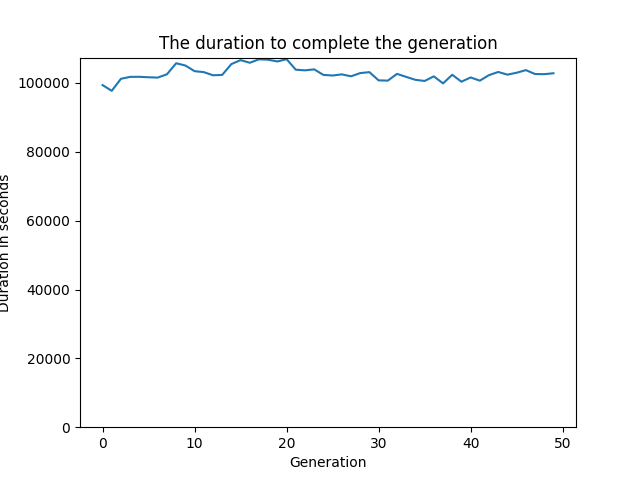 The duration to complete the generation
100000
80000
60000
40000
20000
0
Duration in seconds
0 10 20 30 40 50
Generation